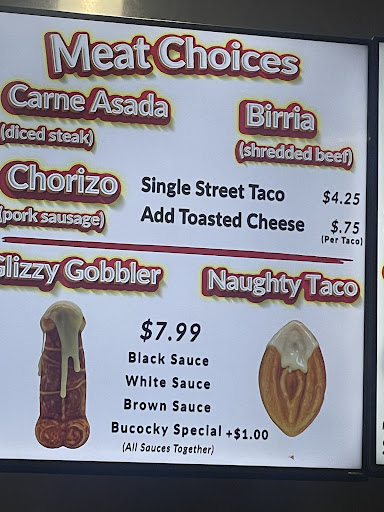 Meat Choices
Carne Asada
(diced steak)
Birria
(shredded beef)
Chorizo
(pork sausage)
Single Street Taco $4.25
Add Toasted Cheese $.75
(Per Taco)
Glizzy Gobbler
Naughty Taco
$7.99
Black Sauce
White Sauce
Brown Sauce
Bucocky Special +$1.00
(All Sauces Together)